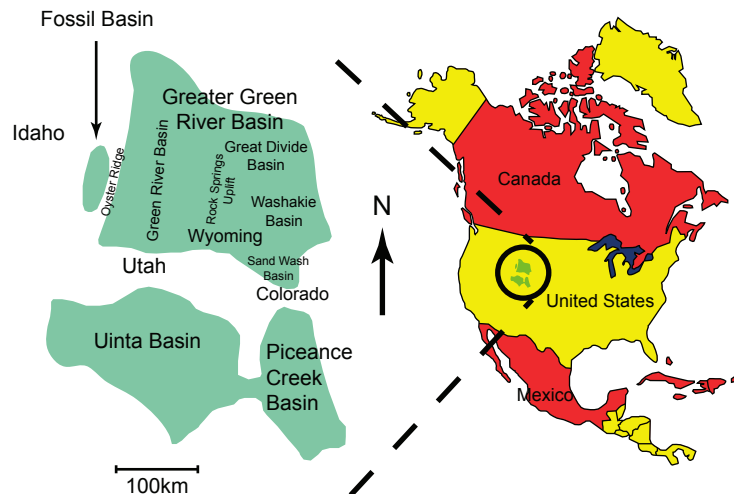 Fossil Basin
Idaho
Greater Green
River Basin
Oyster Ridge
Green River Basin
Rock Springs
Uplift
Great Divide
Basin
Washakie
Basin
Wyoming
Sand Wash
Basin
Utah
Colorado
Uinta Basin
Piceance
Creek
Basin
100km
N
Canada
United States
Mexico